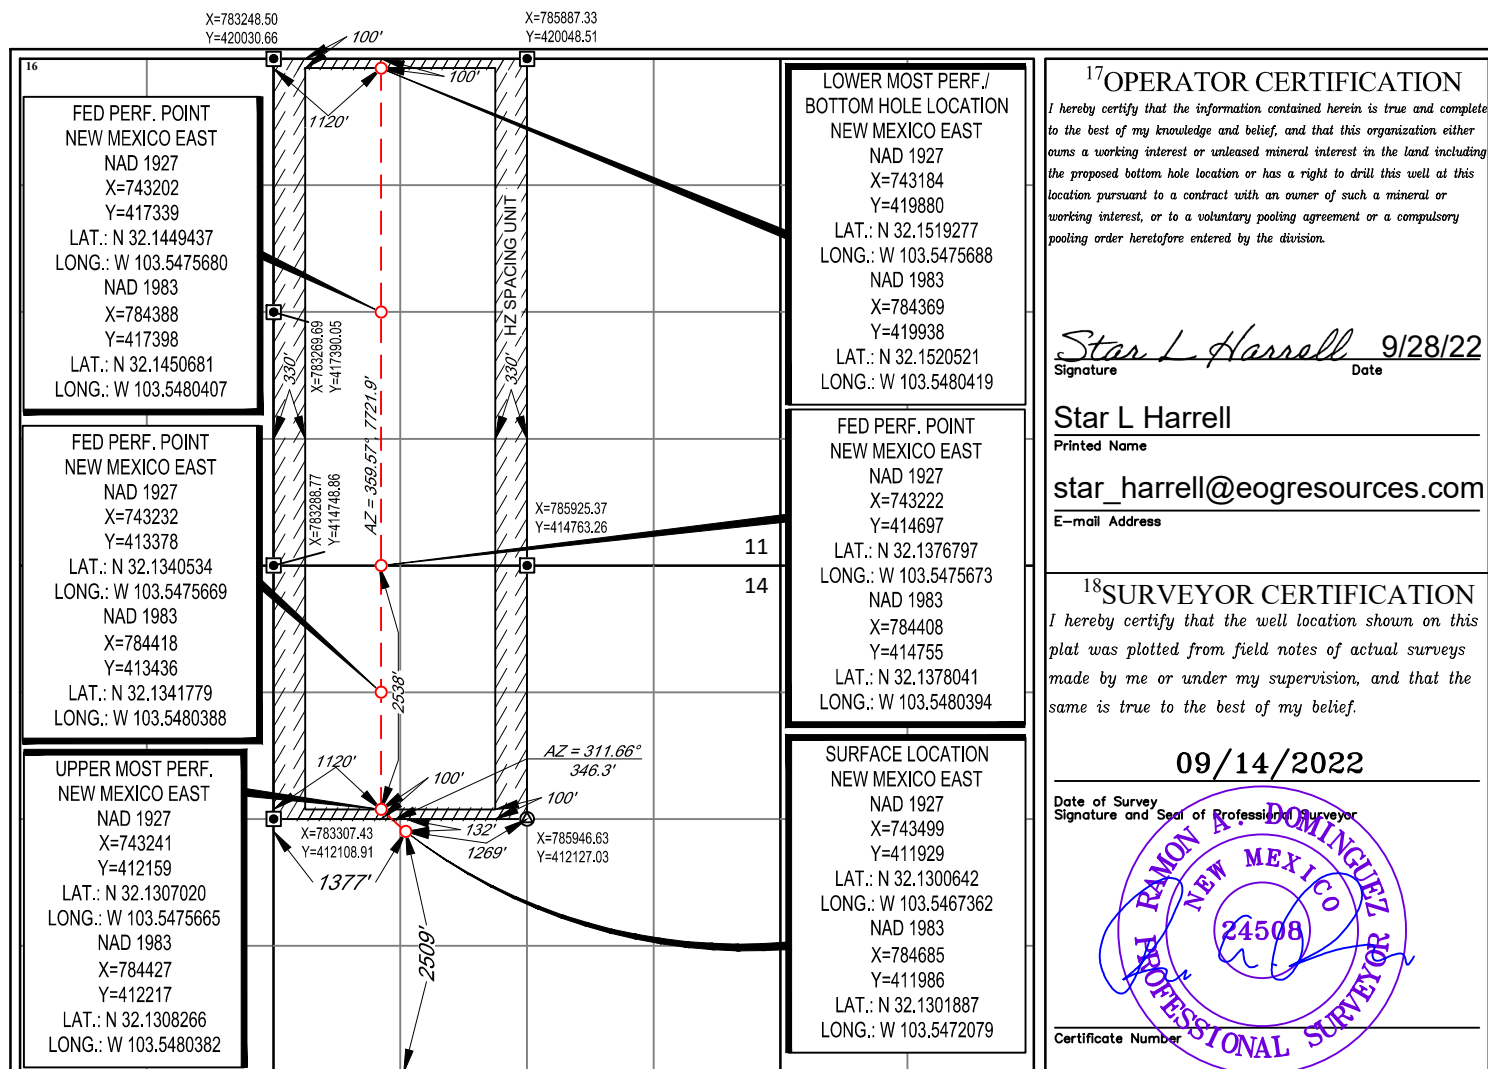 X=783248.50
Y=420030.66
X=785887.33
Y=420048.51
100'
100'
1120'
16
FED PERF. POINT
NEW MEXICO EAST
NAD 1927
X=743202
Y=417339
LAT.: N 32.1449437
LONG.: W 103.5475680
NAD 1983
X=784388
Y=417398
LAT.: N 32.1450681
LONG.: W 103.5480407
FED PERF. POINT
NEW MEXICO EAST
NAD 1927
X=743232
Y=413378
LAT.: N 32.1340534
LONG.: W 103.5475669
NAD 1983
X=784418
Y=413436
LAT.: N 32.1341779
LONG.: W 103.5480388
UPPER MOST PERF.
NEW MEXICO EAST
NAD 1927
X=743241
Y=412159
LAT.: N 32.1307020
LONG.: W 103.5475665
NAD 1983
X=784427
Y=412217
LAT.: N 32.1308266
LONG.: W 103.5480382
330'
X=783269.69
Y=417390.05
AZ = 359.57°, 7721.9'
330'
HZ SPACING UNIT
X=783288.77
Y=414748.86
X=785925.37
Y=414763.26
11
14
2538'
1120'
100'
AZ = 311.66°
346.3'
100'
132'
1269'
X=783307.43
Y=412108.91
X=785946.63
Y=412127.03
1377'
2509'
LOWER MOST PERF./
BOTTOM HOLE LOCATION
NEW MEXICO EAST
NAD 1927
X=743184
Y=419880
LAT.: N 32.1519277
LONG.: W 103.5475688
NAD 1983
X=784369
Y=419938
LAT.: N 32.1520521
LONG.: W 103.5480419
FED PERF. POINT
NEW MEXICO EAST
NAD 1927
X=743222
Y=414697
LAT.: N 32.1376797
LONG.: W 103.5475673
NAD 1983
X=784408
Y=414755
LAT.: N 32.1378041
LONG.: W 103.5480394
SURFACE LOCATION
NEW MEXICO EAST
NAD 1927
X=743499
Y=411929
LAT.: N 32.1300642
LONG.: W 103.5467362
NAD 1983
X=784685
Y=411986
LAT.: N 32.1301887
LONG.: W 103.5472079
17 OPERATOR CERTIFICATION
I hereby certify that the information contained herein is true and complete
to the best of my knowledge and belief, and that this organization either
owns a working interest or unleased mineral interest in the land including
the proposed bottom hole location or has a right to drill this well at this
location pursuant to a contract with an owner of such a mineral or
working interest, or to a voluntary pooling agreement or a compulsory
pooling order heretofore entered by the division.
Star L Harrell 9/28/22
Signature Date
Star L Harrell
Printed Name
star_harrell@eogresources.com
E-mail Address
18 SURVEYOR CERTIFICATION
I hereby certify that the well location shown on this
plat was plotted from field notes of actual surveys
made by me or under my supervision, and that the
same is true to the best of my belief.
09/14/2022
Date of Survey
Signature and Seal of Professional Surveyor
RAMON A. DOMINGUEZ
NEW MEXICO
24508
PROFESSIONAL SURVEYOR
Certificate Number